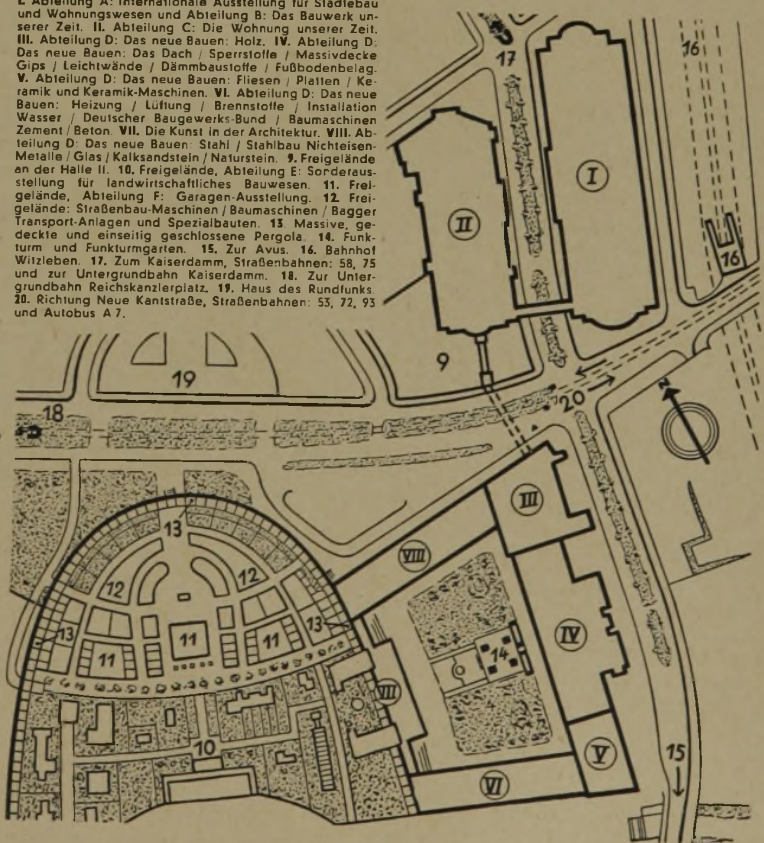 I. Abteilung A: Internationale Ausstellung für Städtebau
und Wohnungswesen und Abteilung B: Das Bauwerk un-
serer Zeit. II. Abteilung C: Die Wohnung unserer Zeit.
III. Abteilung D: Das neue Bauen: Holz. IV. Abteilung D:
Das neue Bauen: Das Dach / Sperrstoffe / Massivdecke
Gips / Leichtwände / Dämmbaustoffe / Fußbodenbelag.
V. Abteilung D: Das neue Bauen: Fliesen / Platten / Ke-
ramik und Keramik-Maschinen. VI. Abteilung D: Das neue
Bauen: Heizung / Lüftung / Brennstoffe / Installation
Wasser / Deutscher Baugewerks-Bund / Baumaschinen
Zement / Beton. VII. Die Kunst in der Architektur. VIII. Ab-
teilung D: Das neue Bauen: Stahl / Stahlbau Nichteisen-
Metalle / Glas / Kalksandstein / Naturstein. 9. Freigelände
an der Halle II. 10. Freigelände, Abteilung E: Sonderaus-
stellung für landwirtschaftliches Bauwesen. 11. Frei-
gelände, Abteilung F: Garagen-Ausstellung. 12. Frei-
gelände: Straßenbau-Maschinen / Baumaschinen / Bagger
Transport-Anlagen und Spezialbauten. 13. Massive, ge-
deckte und einseitig geschlossene Pergola. 14. Funk-
turm und Funkturmgarten. 15. Zur Avus. 16. Bahnhof
Witzleben. 17. Zum Kaiserdamm, Straßenbahnen: 58, 75
und zur Untergrundbahn Kaiserdamm. 18. Zur Unter-
grundbahn Reichskanzlerplatz. 19. Haus des Rundfunks.
20. Richtung Neue Kantstraße, Straßenbahnen: 53, 72, 93
und Autobus A 7.
17
16
I
II
16
9
19
20
18
N
III
13
VIII
12
12
13
13
11
11
11
IV
14
VII
10
V
15
VI